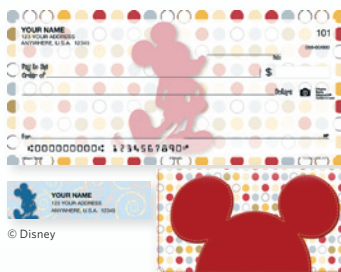 YOUR NAME
123 YOUR ADDRESS
ANYWHERE, U.S.A. 12345
101
Pay to the
Order of
$
Dollars
For
⑆000000000⑆ 1234567890⑈
YOUR NAME
123 YOUR ADDRESS
ANYWHERE, U.S.A. 12345
© Disney